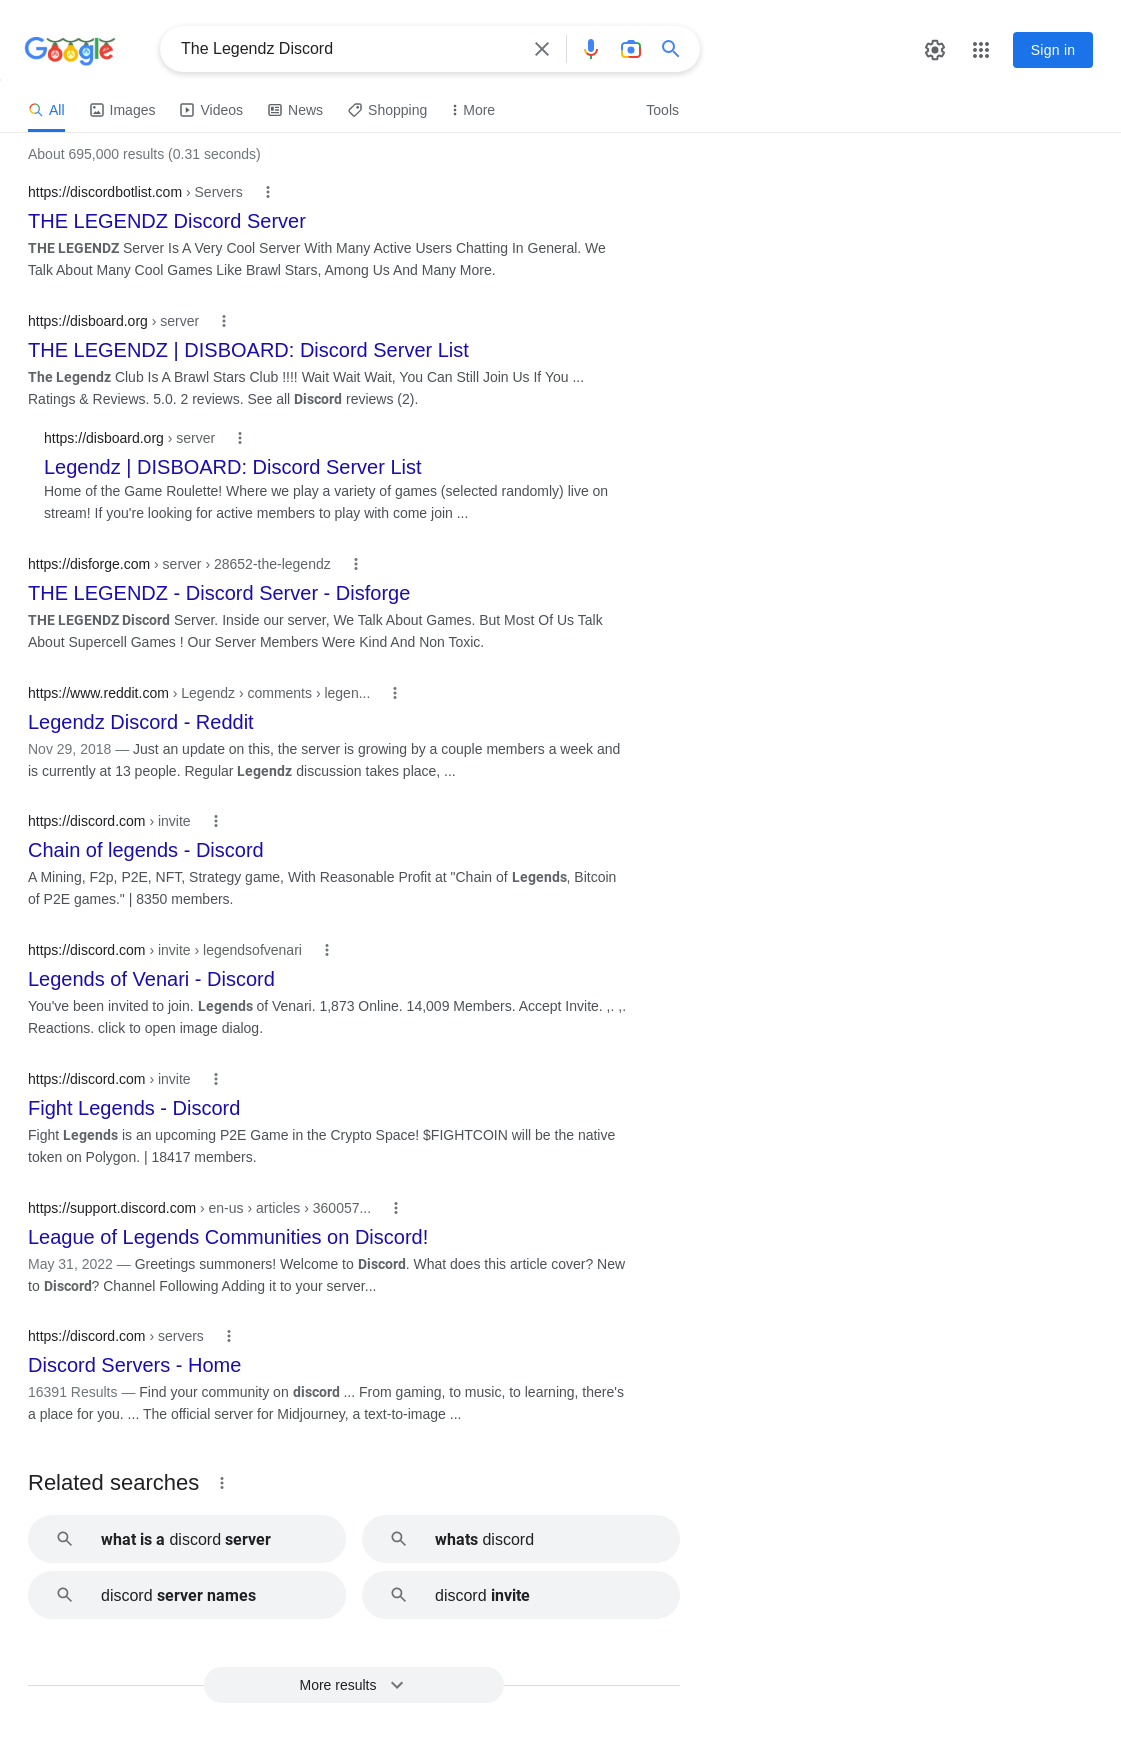 Google
The Legendz Discord
Sign in
All Images Videos News Shopping More Tools
About 695,000 results (0.31 seconds)
https://discordbotlist.com › Servers
THE LEGENDZ Discord Server
THE LEGENDZ Server Is A Very Cool Server With Many Active Users Chatting In General. We
Talk About Many Cool Games Like Brawl Stars, Among Us And Many More.
https://disboard.org › server
THE LEGENDZ | DISBOARD: Discord Server List
The Legendz Club Is A Brawl Stars Club !!!! Wait Wait Wait, You Can Still Join Us If You ...
Ratings & Reviews. 5.0. 2 reviews. See all Discord reviews (2).
https://disboard.org › server
Legendz | DISBOARD: Discord Server List
Home of the Game Roulette! Where we play a variety of games (selected randomly) live on
stream! If you're looking for active members to play with come join ...
https://disforge.com › server › 28652-the-legendz
THE LEGENDZ - Discord Server - Disforge
THE LEGENDZ Discord Server. Inside our server, We Talk About Games. But Most Of Us Talk
About Supercell Games ! Our Server Members Were Kind And Non Toxic.
https://www.reddit.com › Legendz › comments › legen...
Legendz Discord - Reddit
Nov 29, 2018 — Just an update on this, the server is growing by a couple members a week and
is currently at 13 people. Regular Legendz discussion takes place, ...
https://discord.com › invite
Chain of legends - Discord
A Mining, F2p, P2E, NFT, Strategy game, With Reasonable Profit at "Chain of Legends, Bitcoin
of P2E games." | 8350 members.
https://discord.com › invite › legendsofvenari
Legends of Venari - Discord
You've been invited to join. Legends of Venari. 1,873 Online. 14,009 Members. Accept Invite. ,. ,.
Reactions. click to open image dialog.
https://discord.com › invite
Fight Legends - Discord
Fight Legends is an upcoming P2E Game in the Crypto Space! $FIGHTCOIN will be the native
token on Polygon. | 18417 members.
https://support.discord.com › en-us › articles › 360057...
League of Legends Communities on Discord!
May 31, 2022 — Greetings summoners! Welcome to Discord. What does this article cover? New
to Discord? Channel Following Adding it to your server...
https://discord.com › servers
Discord Servers - Home
16391 Results — Find your community on discord ... From gaming, to music, to learning, there's
a place for you. ... The official server for Midjourney, a text-to-image ...
Related searches
what is a discord server
whats discord
discord server names
discord invite
More results